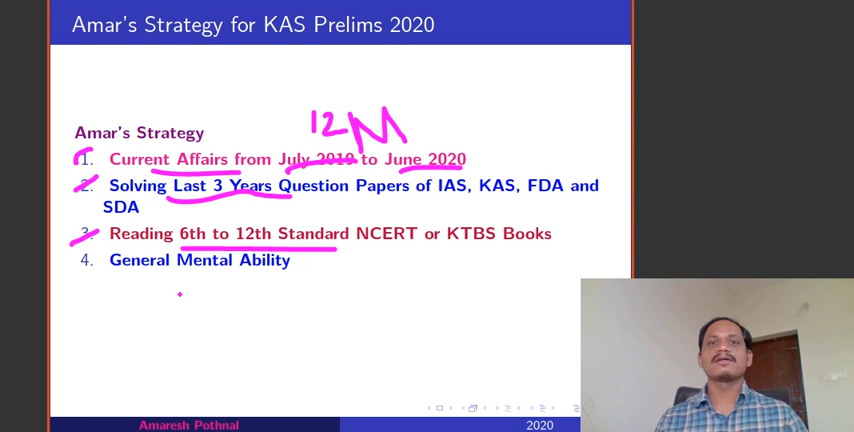 Amar's Strategy for KAS Prelims 2020
12M
Amar's Strategy
1. Current Affairs from July 2019 to June 2020
2. Solving Last 3 Years Question Papers of IAS, KAS, FDA and
SDA
3. Reading 6th to 12th Standard NCERT or KTBS Books
4. General Mental Ability
Amaresh Pothnal
2020